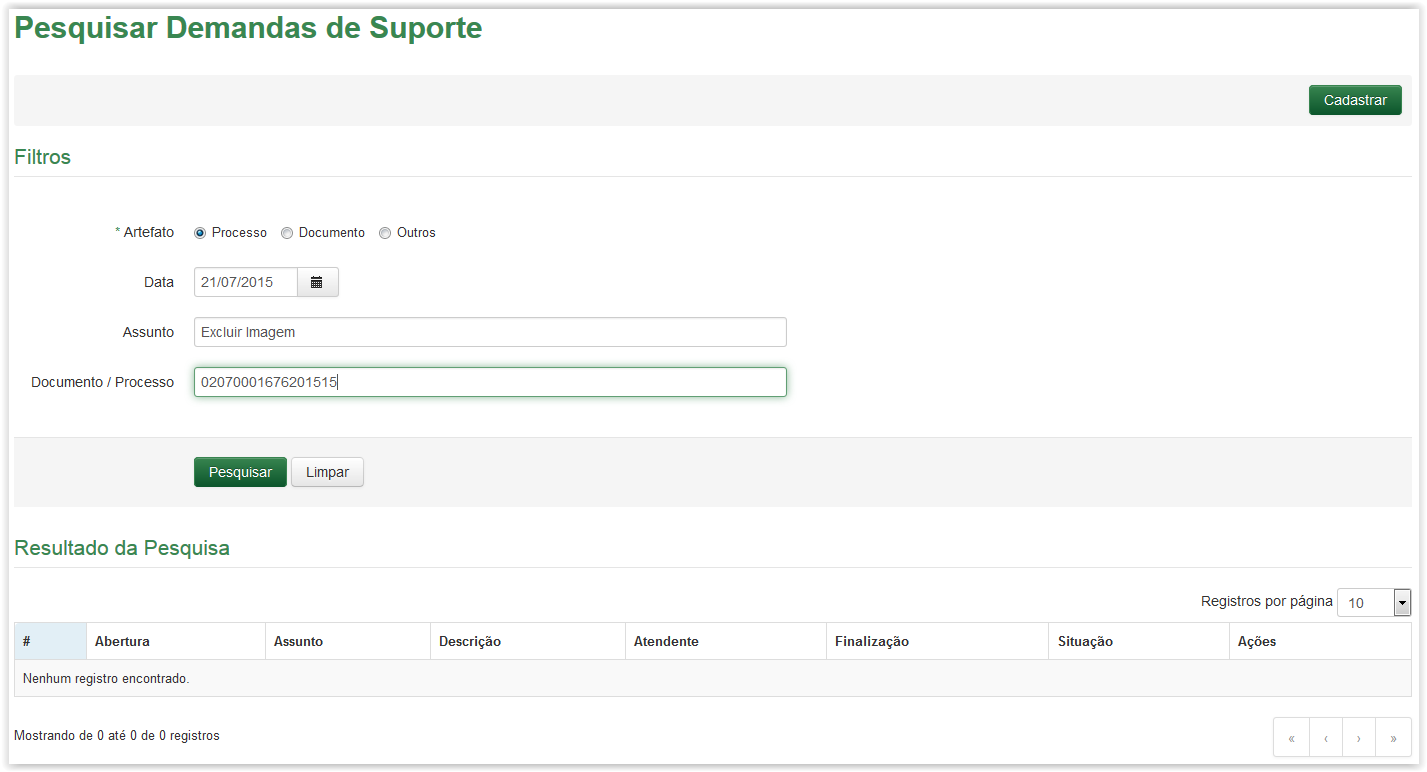 Pesquisar Demandas de Suporte
Cadastrar
Filtros
* Artefato Processo Documento Outros
Data 21/07/2015
Assunto Excluir Imagem
Documento / Processo 02070001676201515
Pesquisar Limpar
Resultado da Pesquisa
Registros por página 10
# Abertura Assunto Descrição Atendente Finalização Situação Ações
Nenhum registro encontrado.
Mostrando de 0 até 0 de 0 registros « ‹ › »